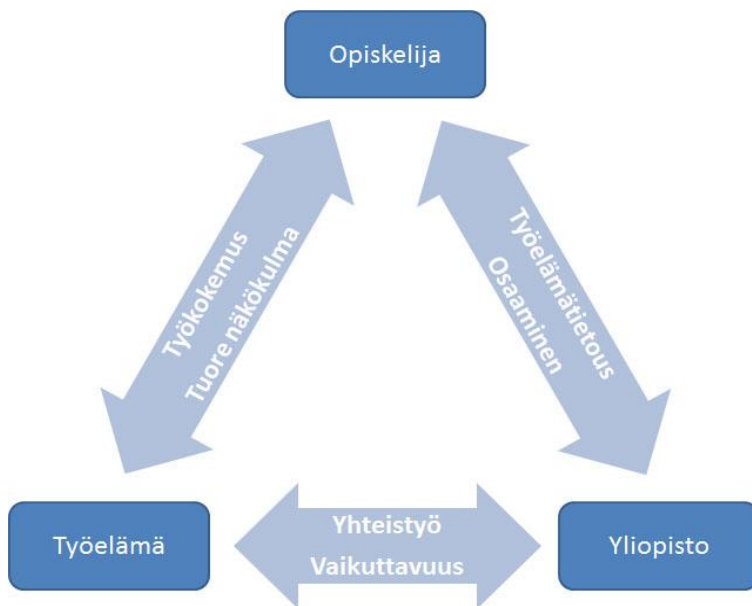 Opiskelija
Työkokemus
Tuore näkökulma
Työelämätietous
Osaaminen
Työelämä
Yhteistyö
Vaikuttavuus
Yliopisto